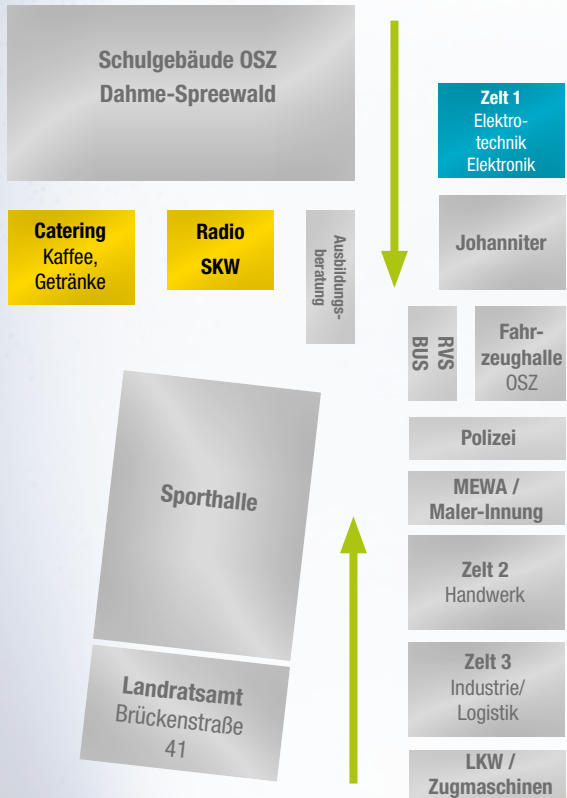 Schulgebäude OSZ
Dahme-Spreewald
Zelt 1
Elektro-
technik
Elektronik
Catering
Kaffee,
Getränke
Radio
SKW
Ausbildungs-
beratung
Johanniter
RVS
BUS
Fahr-
zeughalle
OSZ
Polizei
Sporthalle
MEWA /
Maler-Innung
Zelt 2
Handwerk
Zelt 3
Industrie/
Logistik
Landratsamt
Brückenstraße
41
LKW /
Zugmaschinen